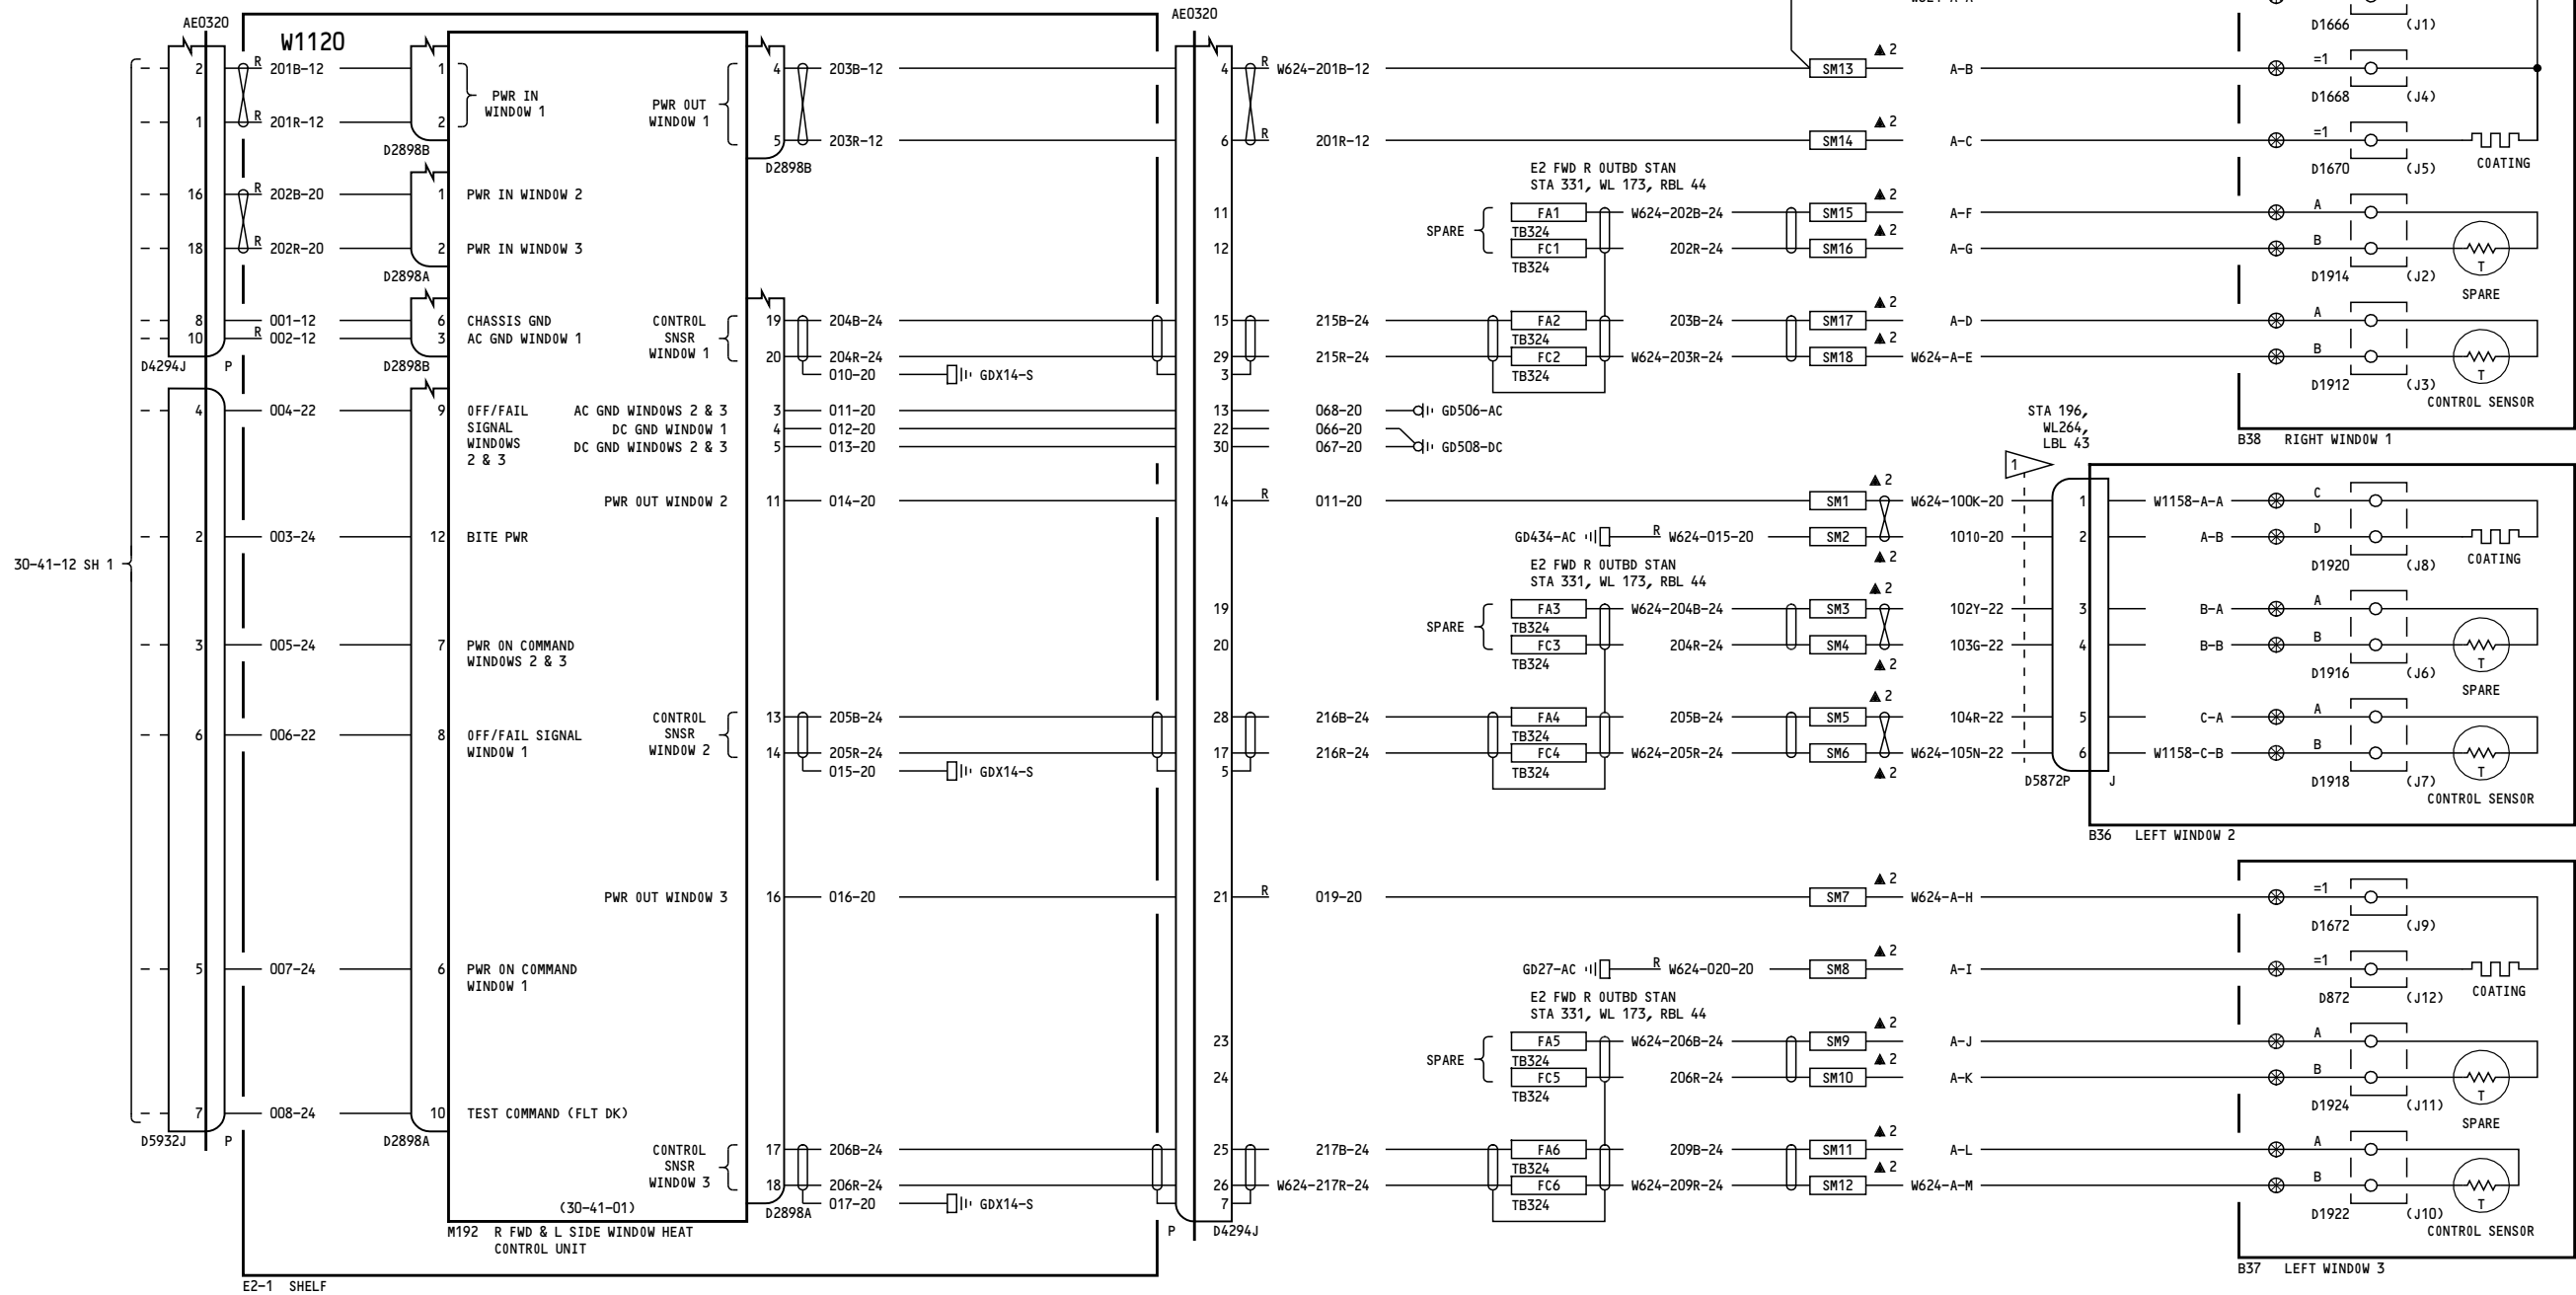 AE0320
W1120
AE0320
D1666 (J1)
2 R 201B-12 1
1 R 201R-12 2
PWR IN
WINDOW 1
D2898B
PWR OUT
WINDOW 1
4 203B-12
5 203R-12
D2898B
4 R W624-201B-12 SM13 ▲2 A-B =1
D1668 (J4)
6 R 201R-12 SM14 ▲2 A-C =1
D1670 (J5)
COATING
16 R 202B-20 1 PWR IN WINDOW 2
18 R 202R-20 2 PWR IN WINDOW 3
D2898A
E2 FWD R OUTBD STAN
STA 331, WL 173, RBL 44
SPARE
11 FA1 W624-202B-24 SM15 ▲2 A-F A
TB324
12 FC1 202R-24 SM16 ▲2 A-G B
TB324
D1914 (J2)
T
SPARE
8 001-12 6 CHASSIS GND
10 R 002-12 3 AC GND WINDOW 1
D4294J P
D2898B
CONTROL
SNSR
WINDOW 1
19 204B-24 15 215B-24 FA2 203B-24 SM17 ▲2 A-D A
TB324
20 204R-24 29 215R-24 FC2 W624-203R-24 SM18 ▲2 W624-A-E B
TB324
010-20 GDX14-S 3
D1912 (J3)
T
CONTROL SENSOR
B38 RIGHT WINDOW 1
4 004-22 9 OFF/FAIL
SIGNAL
WINDOWS
2 & 3
AC GND WINDOWS 2 & 3 3 011-20 13 068-20 GD506-AC
DC GND WINDOW 1 4 012-20 22 066-20
DC GND WINDOWS 2 & 3 5 013-20 30 067-20 GD508-DC
STA 196,
WL264,
LBL 43
1
PWR OUT WINDOW 2 11 014-20 14 R 011-20 SM1 ▲2 W624-100K-20 1 W1158-A-A C
30-41-12 SH 1
2 003-24 12 BITE PWR
GD434-AC R W624-015-20 SM2 ▲2 1010-20 2 A-B D
D1920 (J8)
COATING
E2 FWD R OUTBD STAN
STA 331, WL 173, RBL 44
SPARE
19 FA3 W624-204B-24 SM3 ▲2 102Y-22 3 B-A A
TB324
3 005-24 7 PWR ON COMMAND
WINDOWS 2 & 3
20 FC3 204R-24 SM4 ▲2 103G-22 4 B-B B
TB324
D1916 (J6)
T
SPARE
CONTROL
SNSR
WINDOW 2
13 205B-24 28 216B-24 FA4 205B-24 SM5 ▲2 104R-22 5 C-A A
TB324
6 006-22 8 OFF/FAIL SIGNAL
WINDOW 1
14 205R-24 17 216R-24 FC4 W624-205R-24 SM6 ▲2 W624-105N-22 6 W1158-C-B B
TB324
015-20 GDX14-S 5
D5872P J
D1918 (J7)
T
CONTROL SENSOR
B36 LEFT WINDOW 2
PWR OUT WINDOW 3 16 016-20 21 R 019-20 SM7 ▲2 W624-A-H =1
D1672 (J9)
5 007-24 6 PWR ON COMMAND
WINDOW 1
GD27-AC R W624-020-20 SM8 ▲2 A-I =1
D872 (J12)
COATING
E2 FWD R OUTBD STAN
STA 331, WL 173, RBL 44
SPARE
23 FA5 W624-206B-24 SM9 ▲2 A-J A
TB324
24 FC5 206R-24 SM10 ▲2 A-K B
TB324
D1924 (J11)
T
SPARE
7 008-24 10 TEST COMMAND (FLT DK)
D5932J P
D2898A
CONTROL
SNSR
WINDOW 3
17 206B-24 25 217B-24 FA6 209B-24 SM11 ▲2 A-L A
TB324
18 206R-24 26 W624-217R-24 FC6 W624-209R-24 SM12 ▲2 W624-A-M B
TB324
017-20 GDX14-S 7
D2898A
P D4294J
D1922 (J10)
T
CONTROL SENSOR
(30-41-01)
M192 R FWD & L SIDE WINDOW HEAT
CONTROL UNIT
B37 LEFT WINDOW 3
E2-1 SHELF